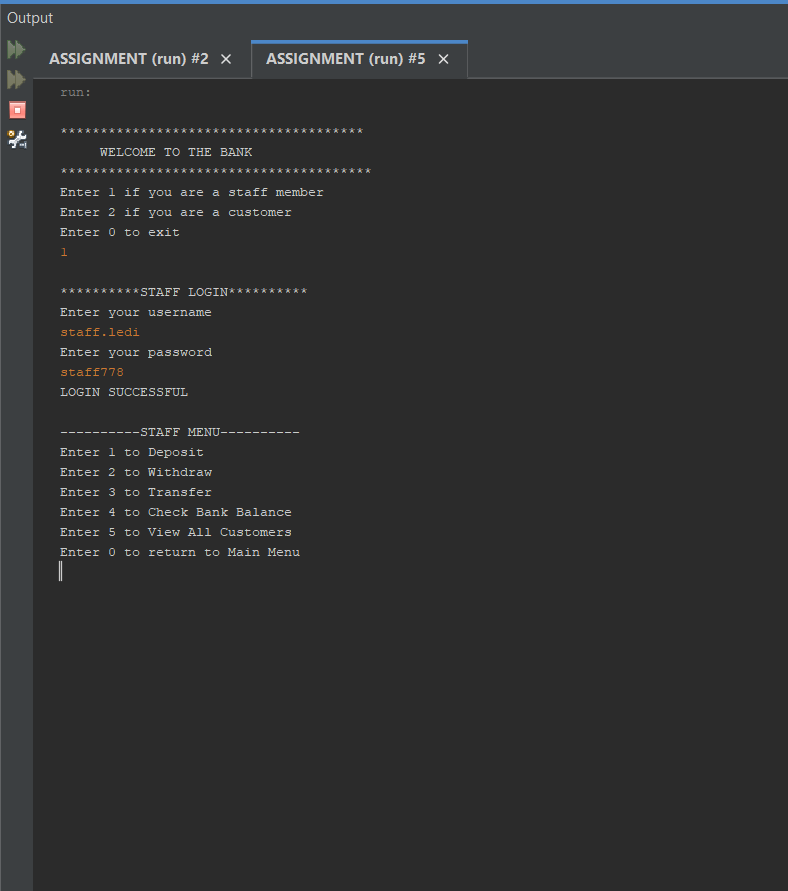 Output
ASSIGNMENT (run) #2 ×
ASSIGNMENT (run) #5 ×
run:
**************************************
WELCOME TO THE BANK
***************************************
Enter 1 if you are a staff member
Enter 2 if you are a customer
Enter 0 to exit
1
**********STAFF LOGIN**********
Enter your username
staff.ledi
Enter your password
staff778
LOGIN SUCCESSFUL
----------STAFF MENU----------
Enter 1 to Deposit
Enter 2 to Withdraw
Enter 3 to Transfer
Enter 4 to Check Bank Balance
Enter 5 to View All Customers
Enter 0 to return to Main Menu